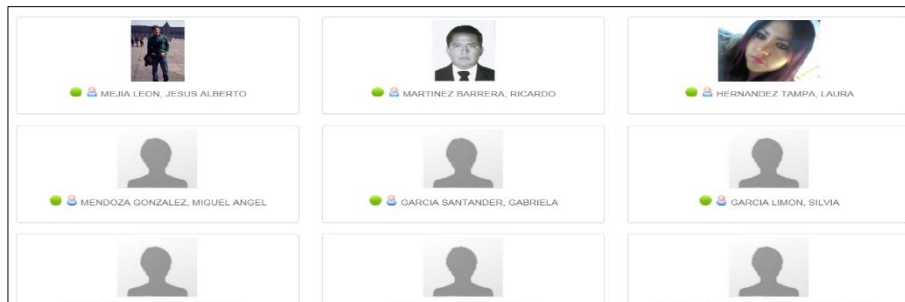 MEJIA LEON, JESUS ALBERTO
MARTINEZ BARRERA, RICARDO
HERNANDEZ TAMPA, LAURA
MENDOZA GONZALEZ, MIGUEL ANGEL
GARCIA SANTANDER, GABRIELA
GARCIA LIMON, SILVIA